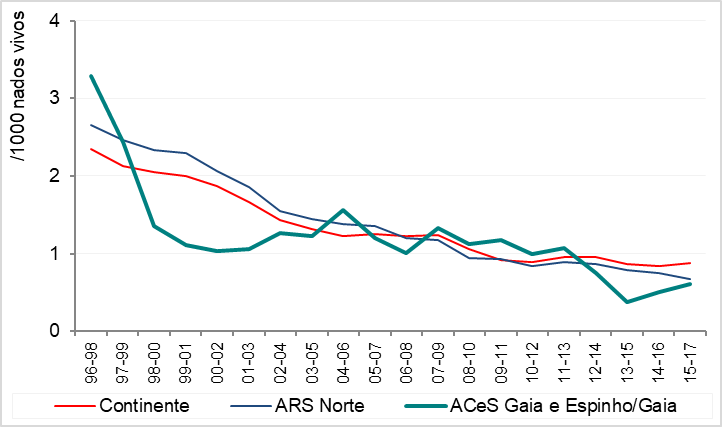 /1000 nados vivos
4
3
2
1
0
96-98 97-99 98-00 99-01 00-02 01-03 02-04 03-05 04-06 05-07 06-08 07-09 08-10 09-11 10-12 11-13 12-14 13-15 14-16 15-17
Continente ARS Norte ACeS Gaia e Espinho/Gaia